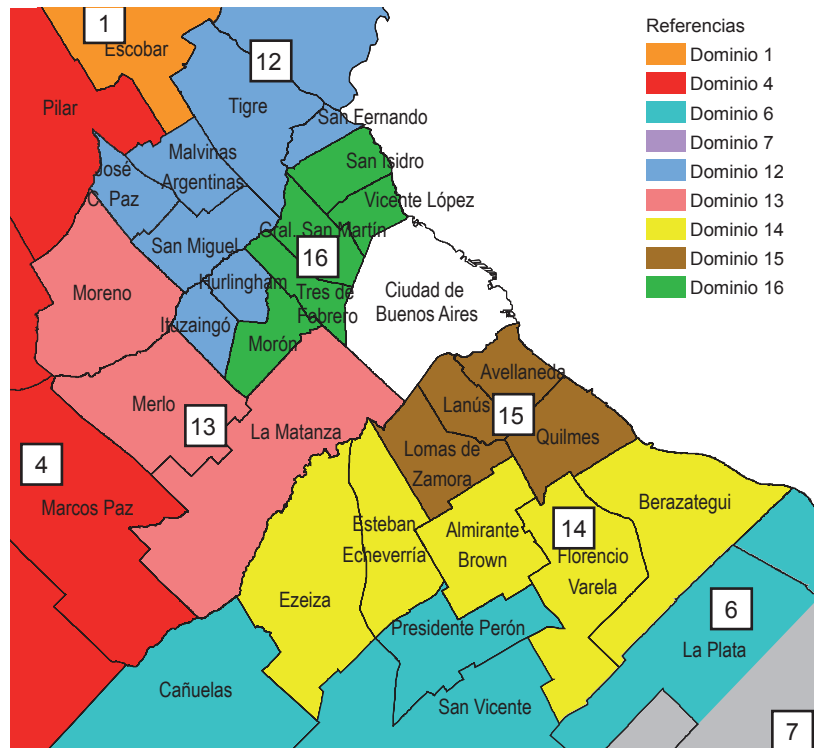 1
Escobar
12
Tigre
Pilar
San Fernando
José
C. Paz
Malvinas
Argentinas
San Isidro
Vicente López
Gral. San Martín
San Miguel
16
Hurlingham
Moreno
Tres de
Febrero
Ciudad de
Buenos Aires
Ituzaingó
Morón
Avellaneda
Merlo
13
La Matanza
Lanús
15
Quilmes
Lomas de
Zamora
4
Marcos Paz
Esteban
Echeverría
Almirante
Brown
14
Florencio
Varela
Berazategui
Ezeiza
Presidente Perón
6
La Plata
Cañuelas
San Vicente
7
Referencias
Dominio 1
Dominio 4
Dominio 6
Dominio 7
Dominio 12
Dominio 13
Dominio 14
Dominio 15
Dominio 16